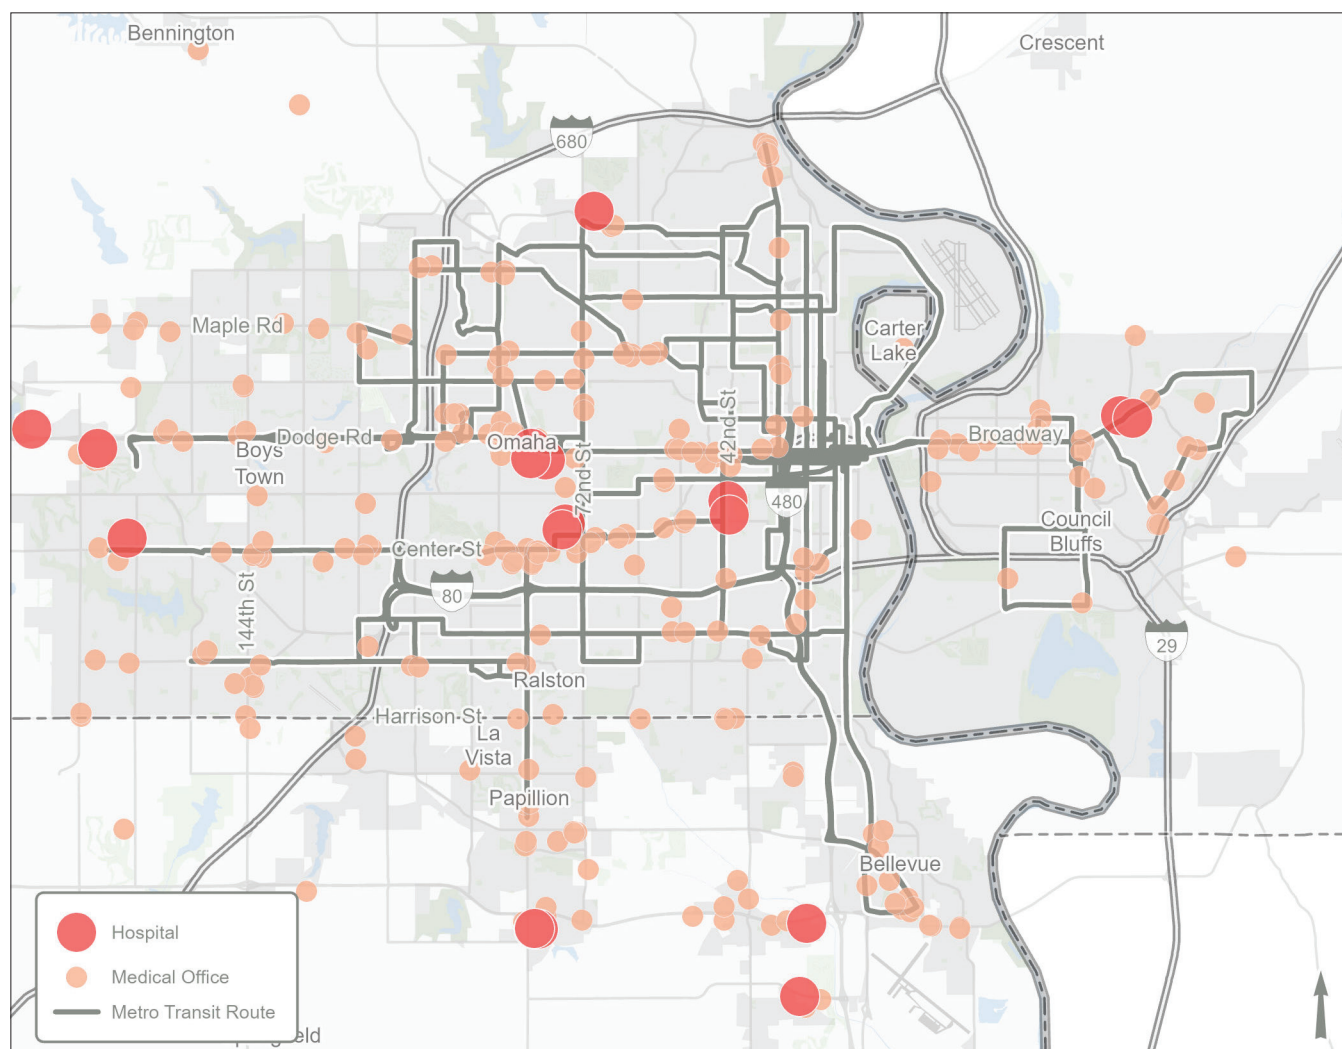 Bennington
Crescent
680
Maple Rd
Carter
Lake
42nd St
Dodge Rd
Omaha
Broadway
Boys
Town
72nd St
480
Council
Bluffs
Center St
144th St
80
29
Ralston
Harrison St
La
Vista
Papillion
Bellevue
Hospital
Medical Office
Metro Transit Route